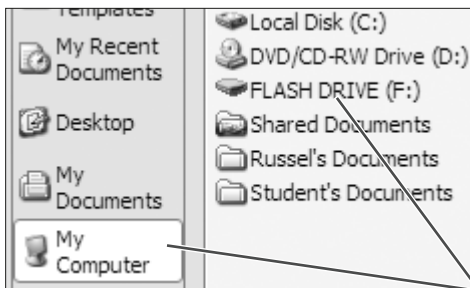 Templates
My Recent
Documents
Desktop
My
Documents
My
Computer
Local Disk (C:)
DVD/CD-RW Drive (D:)
FLASH DRIVE (F:)
Shared Documents
Russel's Documents
Student's Documents